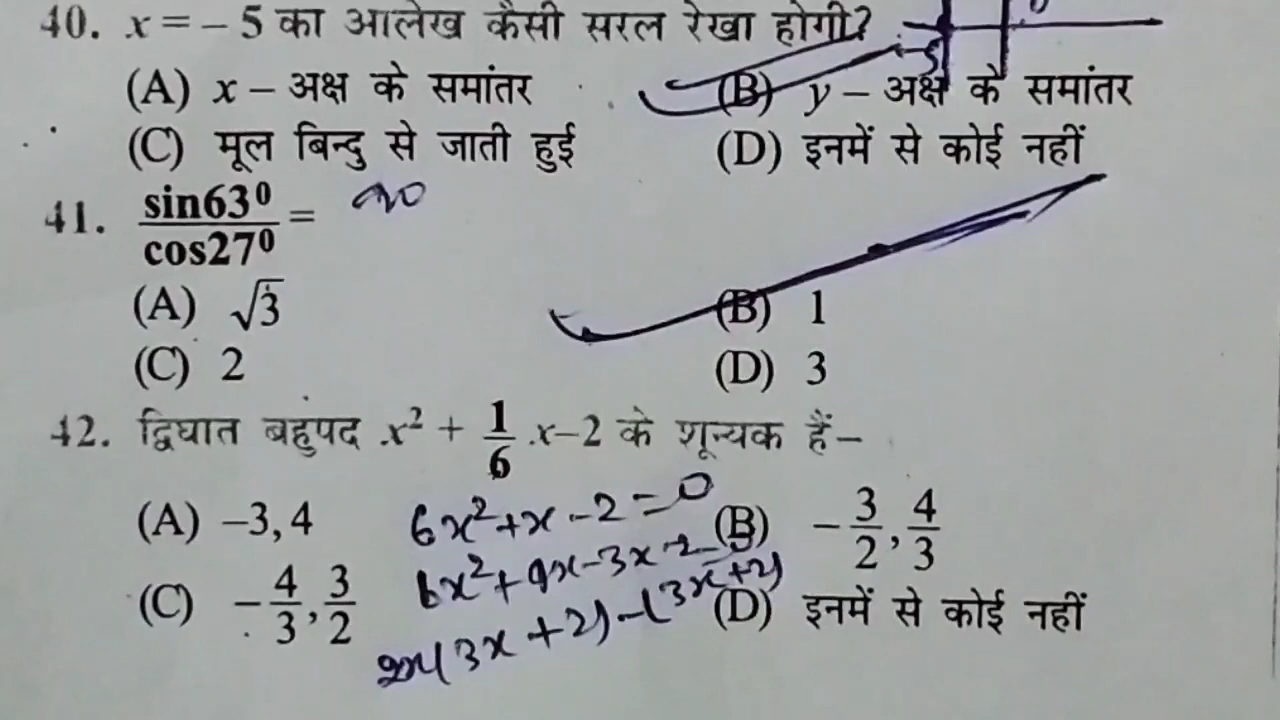 40. x = – 5 का आलेख कैसी सरल रेखा होगी?
–5
(A) x – अक्ष के समांतर (B) y – अक्ष के समांतर
(C) मूल बिन्दु से जाती हुई (D) इनमें से कोई नहीं
41. sin63⁰/cos27⁰ =
(A) √3 (B) 1
(C) 2 (D) 3
42. द्विघात बहुपद x² + 1/6 x–2 के शून्यक हैं–
(A) –3, 4 (B) –3/2, 4/3
(C) –4/3, 3/2 (D) इनमें से कोई नहीं
6x²+x-2=0
6x²+4x-3x-2
2x(3x+2)-(3x+2)